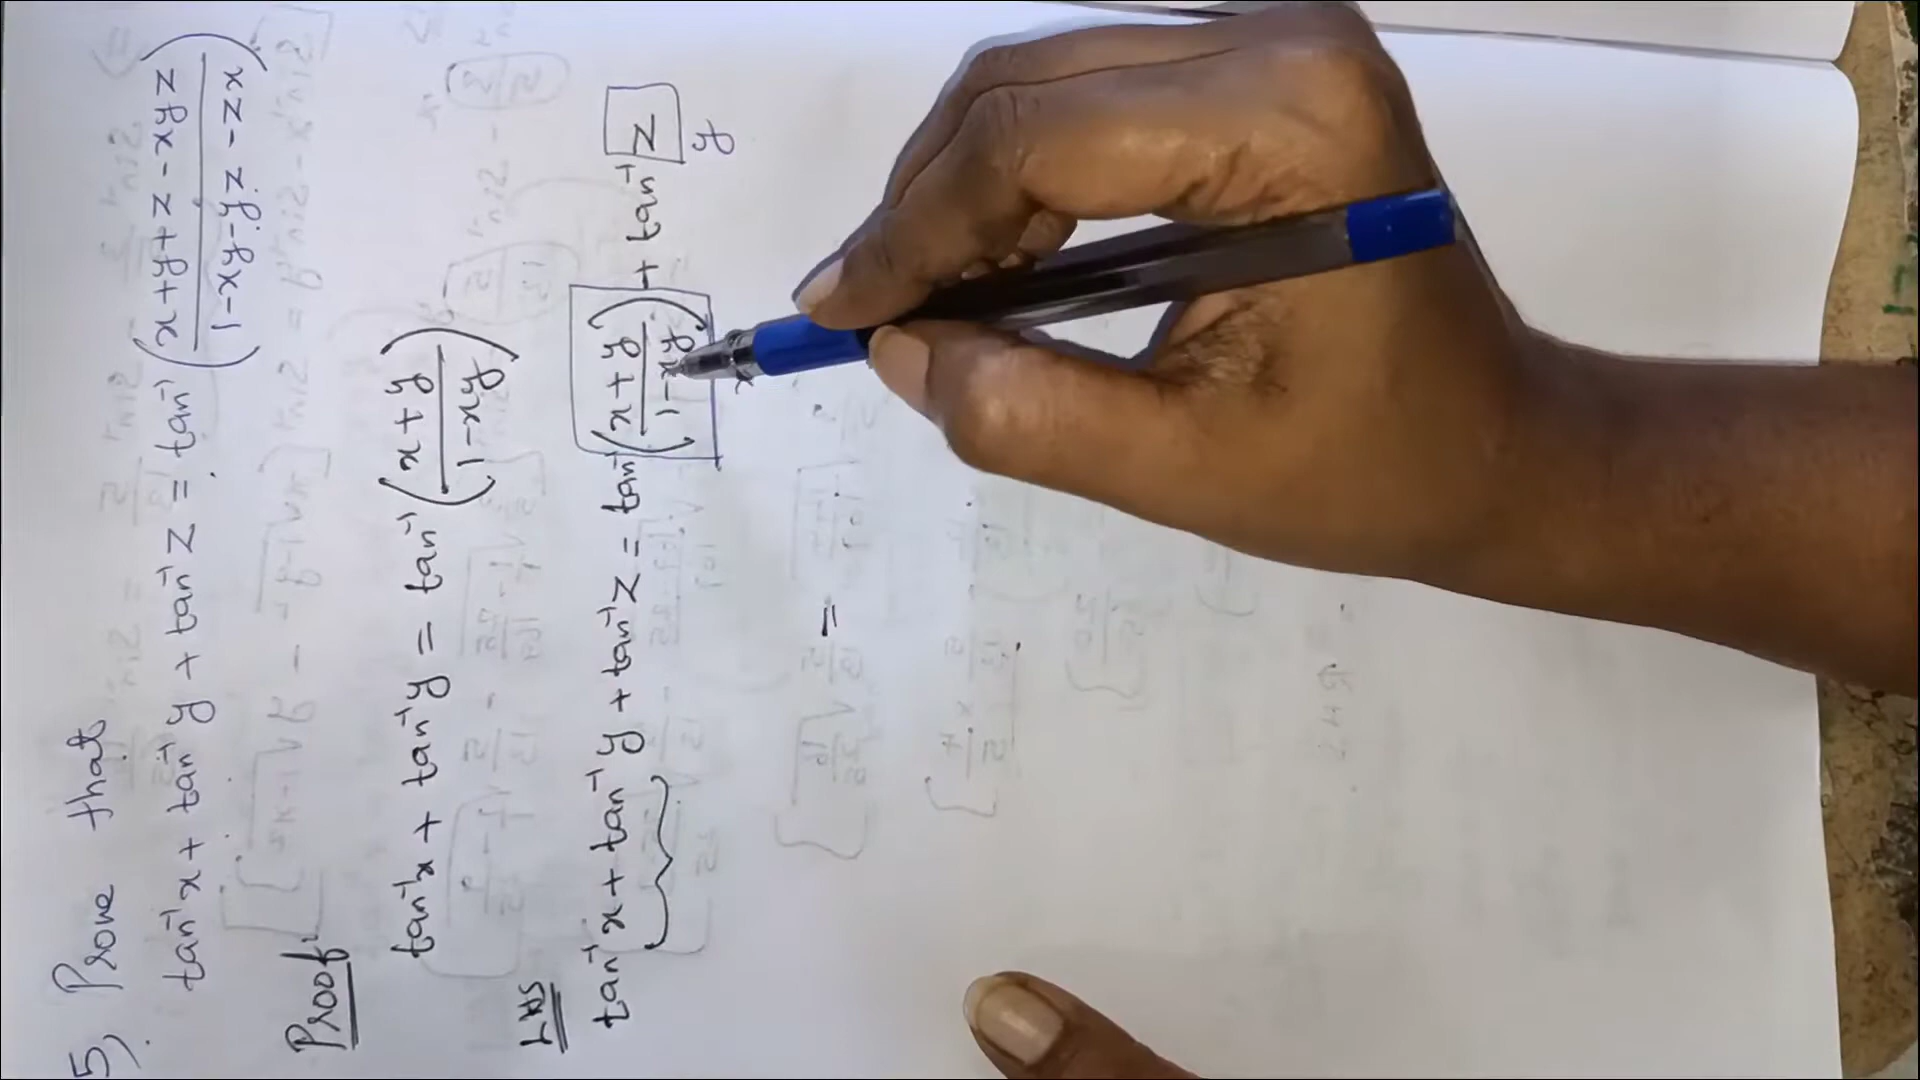 5) Prove that
tan⁻¹x + tan⁻¹y + tan⁻¹z = tan⁻¹((x+y+z-xyz)/(1-xy-yz-zx))
Proof:
tan⁻¹x + tan⁻¹y = tan⁻¹((x+y)/(1-xy))
LHS
tan⁻¹x + tan⁻¹y + tan⁻¹z = tan⁻¹((x+y)/(1-xy)) + tan⁻¹z
x y
=